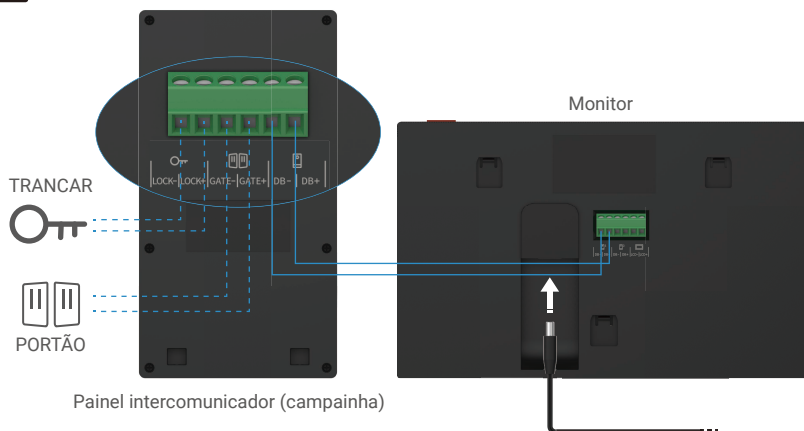 Monitor
TRANCAR
LOCK- LOCK+ GATE- GATE+ DB- DB+
PORTÃO
Painel intercomunicador (campainha)